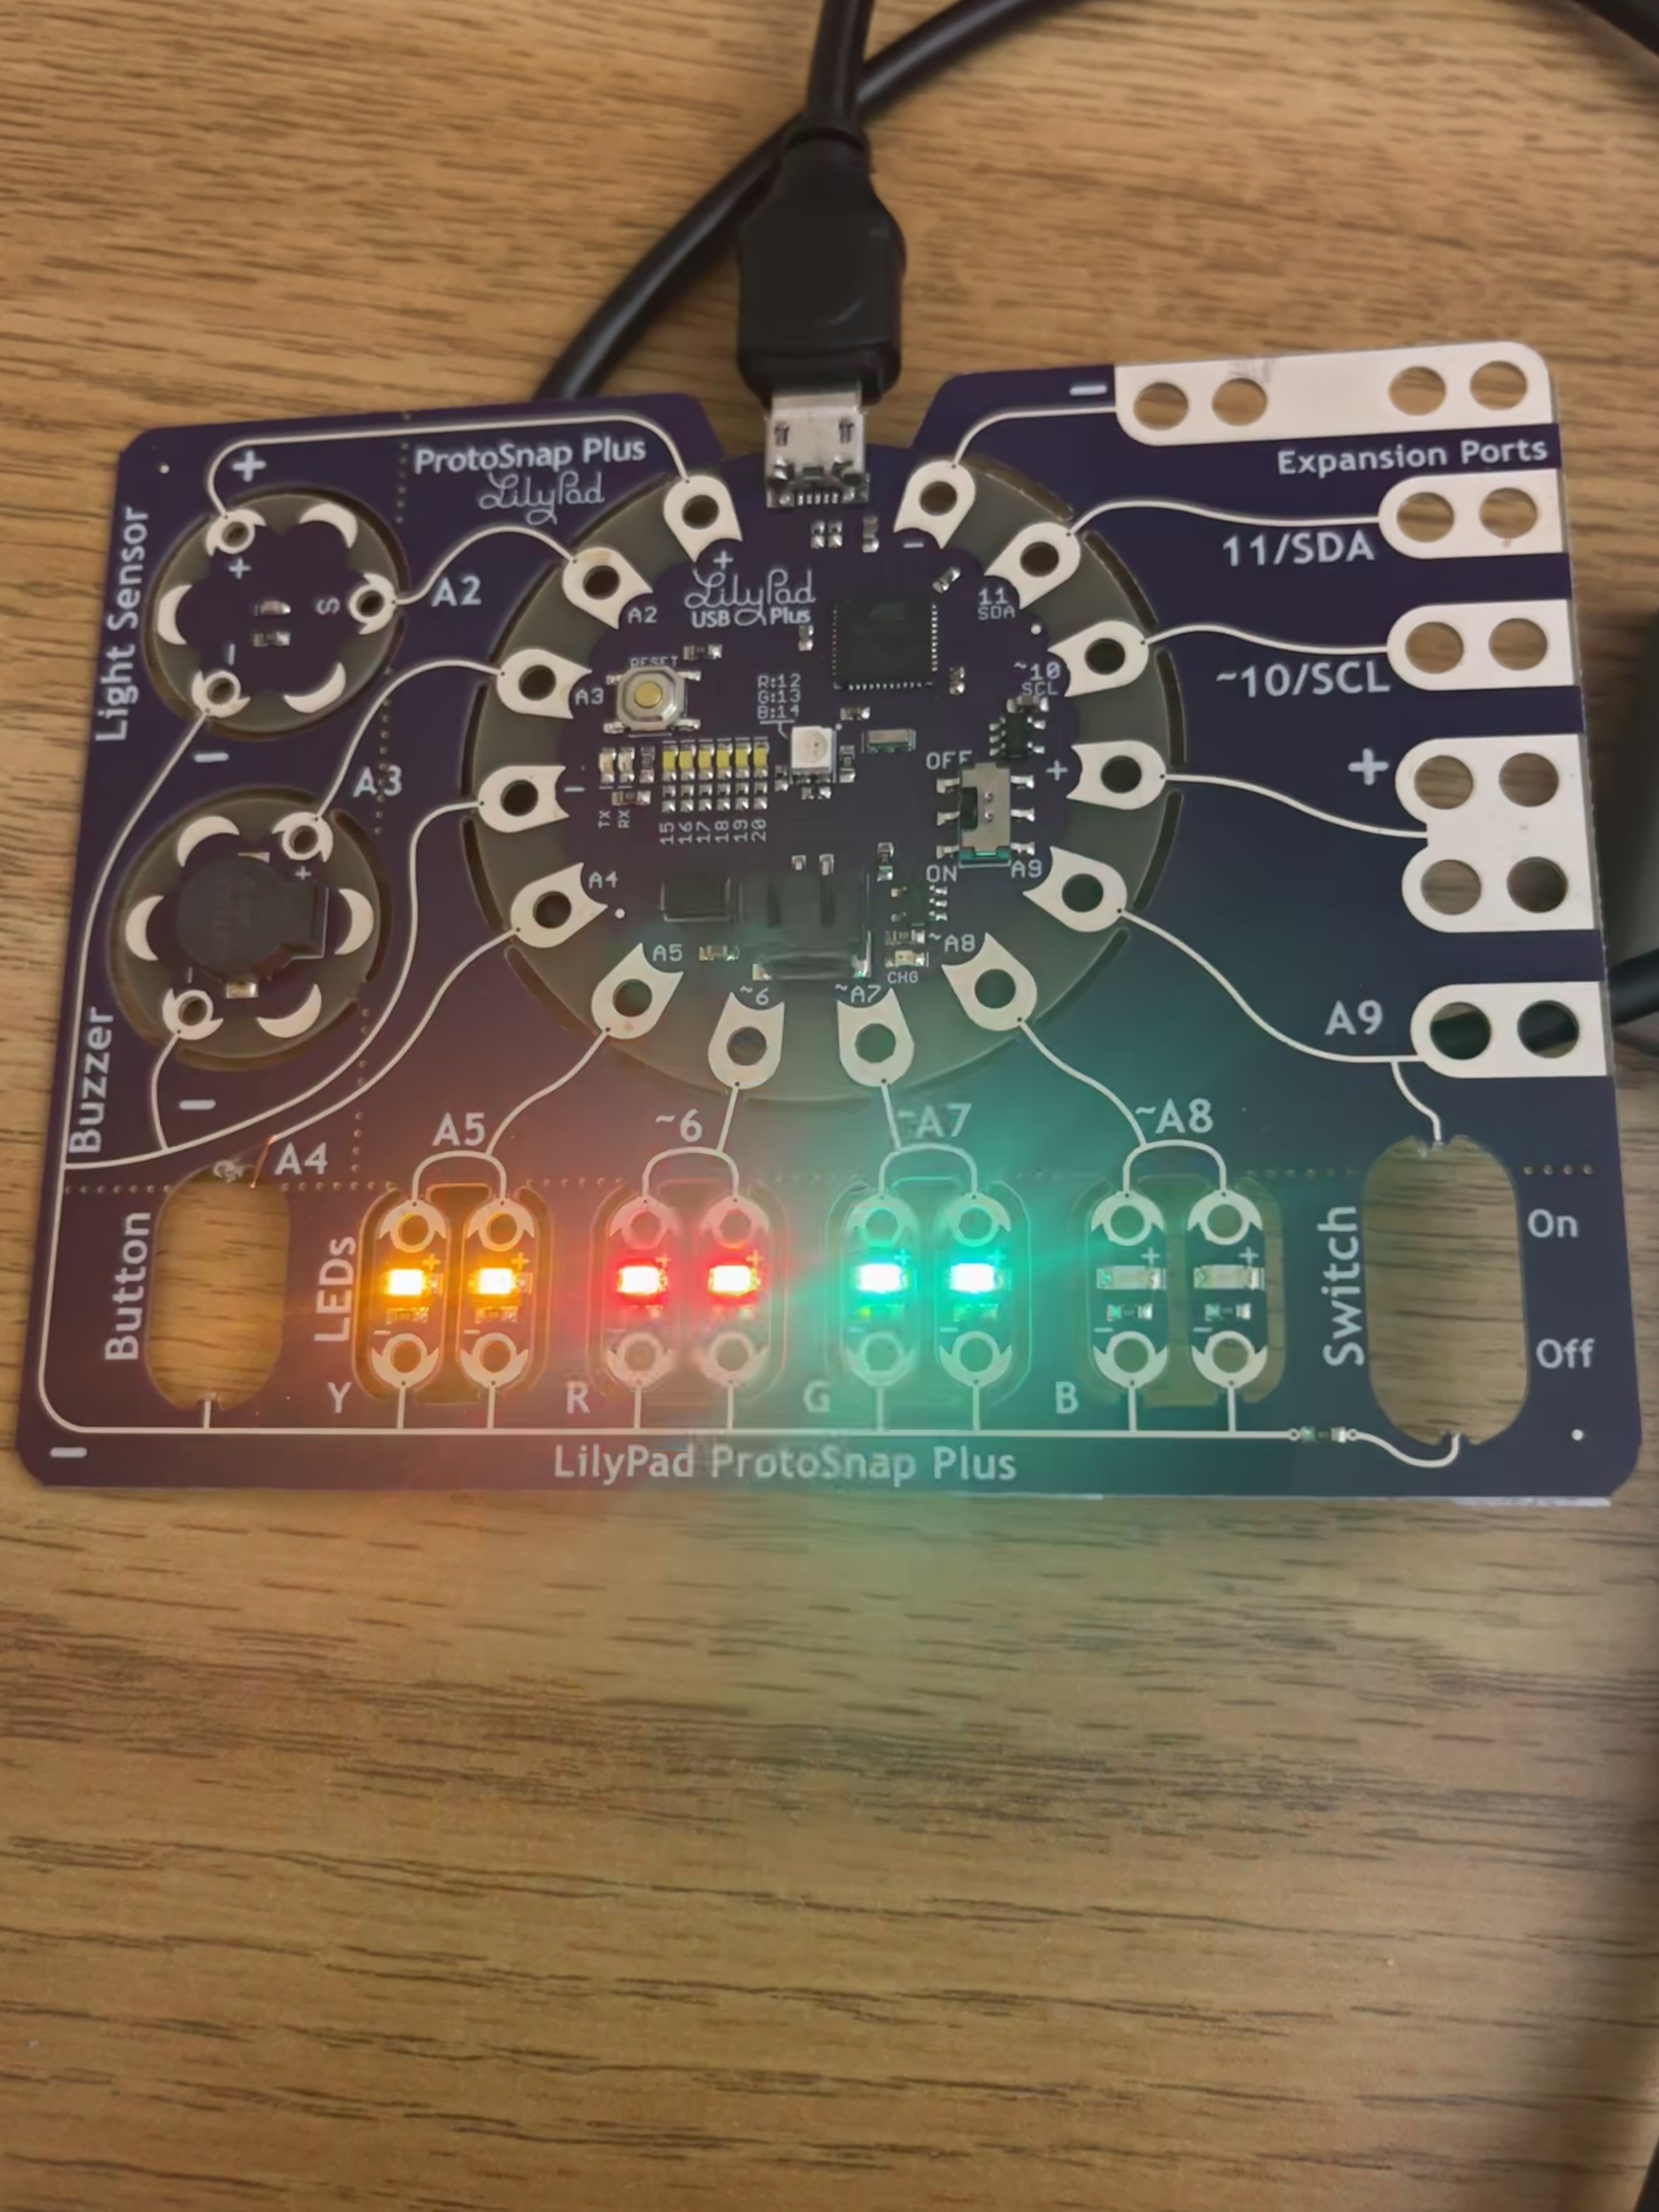 +
ProtoSnap Plus
LilyPad
Expansion Ports
Light Sensor
+
S
A2
A2
+
LilyPad
USB Plus
11
SDA
11/SDA
~10
SCL
~10/SCL
A3
RESET
R:12
G:13
B:14
A3
TX
RX
15
16
17
18
19
20
OFF
ON
+
+
A4
A9
+
A5
~6
~A7
~A8
CHG
A9
Buzzer
A4
A5
~6
~A7
~A8
Button
LEDs
+
+
+
+
+
+
+
+
Switch
On
Off
Y
R
G
B
LilyPad ProtoSnap Plus